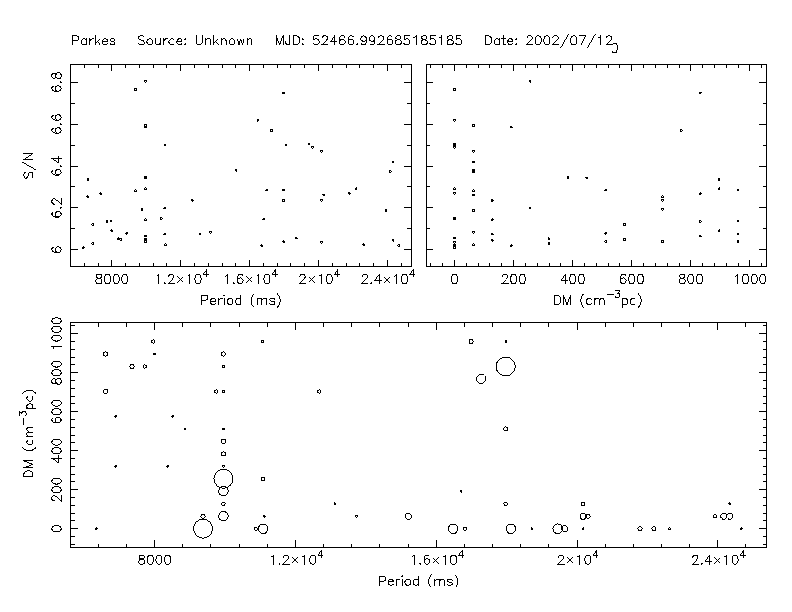 Parkes Source: Unknown MJD: 52466.992685185185 Date: 2002/07/12
S/N
6.8
6.6
6.4
6.2
6
8000 1.2×10⁴ 1.6×10⁴ 2×10⁴ 2.4×10⁴
Period (ms)
0 200 400 600 800 1000
DM (cm⁻³pc)
DM (cm⁻³pc)
1000
800
600
400
200
0
8000 1.2×10⁴ 1.6×10⁴ 2×10⁴ 2.4×10⁴
Period (ms)